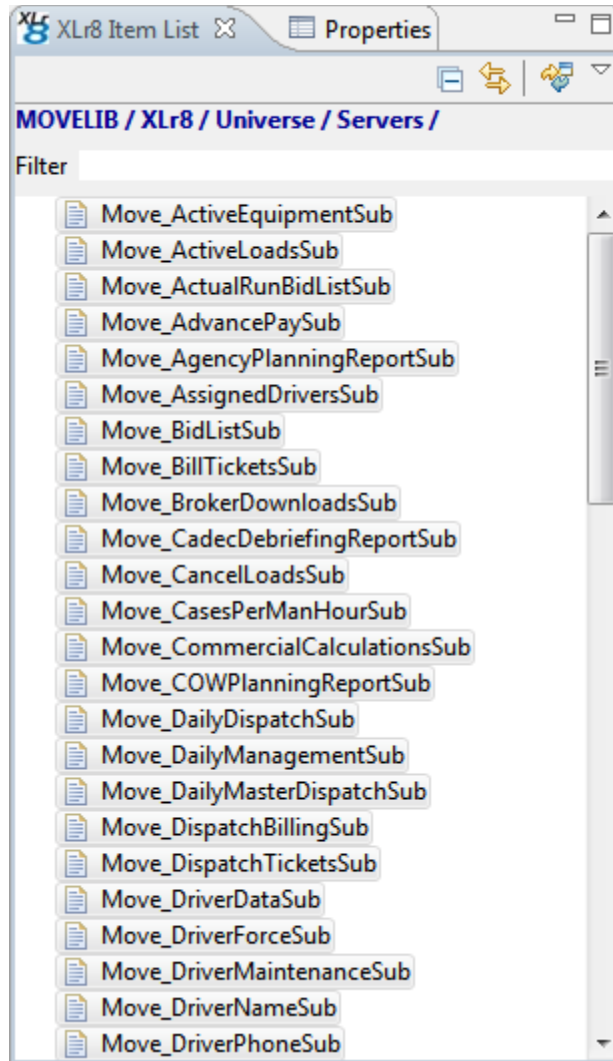 XLr8 XLr8 Item List Properties
MOVELIB / XLr8 / Universe / Servers /
Filter
Move_ActiveEquipmentSub
Move_ActiveLoadsSub
Move_ActualRunBidListSub
Move_AdvancePaySub
Move_AgencyPlanningReportSub
Move_AssignedDriversSub
Move_BidListSub
Move_BillTicketsSub
Move_BrokerDownloadsSub
Move_CadecDebriefingReportSub
Move_CancelLoadsSub
Move_CasesPerManHourSub
Move_CommercialCalculationsSub
Move_COWPlanningReportSub
Move_DailyDispatchSub
Move_DailyManagementSub
Move_DailyMasterDispatchSub
Move_DispatchBillingSub
Move_DispatchTicketsSub
Move_DriverDataSub
Move_DriverForceSub
Move_DriverMaintenanceSub
Move_DriverNameSub
Move_DriverPhoneSub